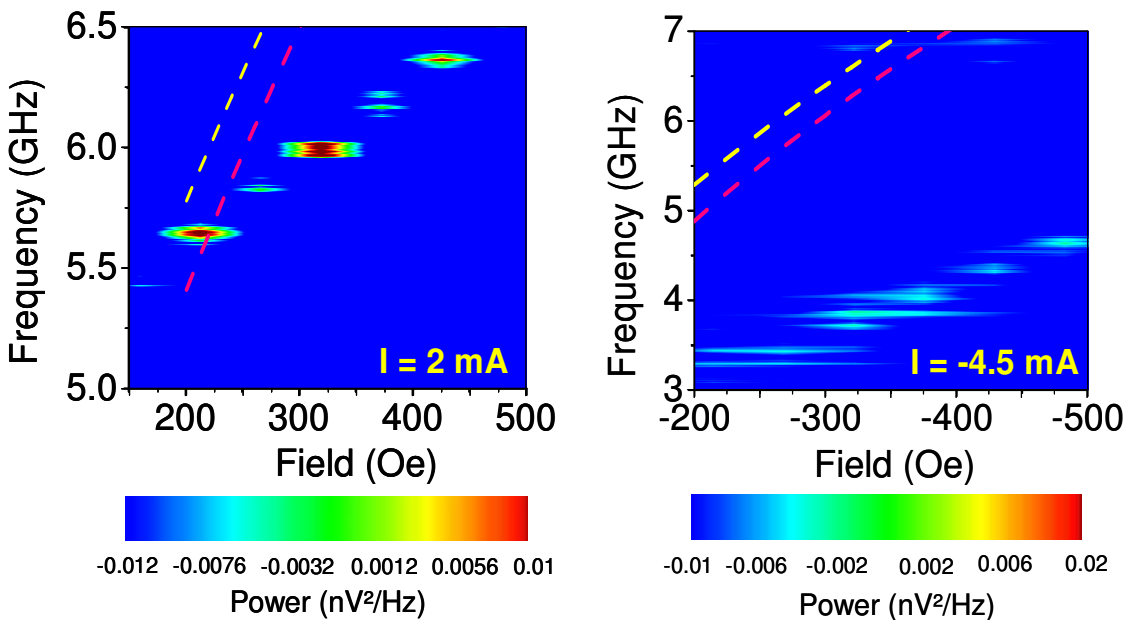 6.5
6.0
5.5
5.0
Frequency (GHz)
I = 2 mA
200 300 400 500
Field (Oe)
-0.012 -0.0076 -0.0032 0.0012 0.0056 0.01
Power (nV²/Hz)
7
6
5
4
3
Frequency (GHz)
I = -4.5 mA
-200 -300 -400 -500
Field (Oe)
-0.01 -0.006 -0.002 0.002 0.006 0.02
Power (nV²/Hz)